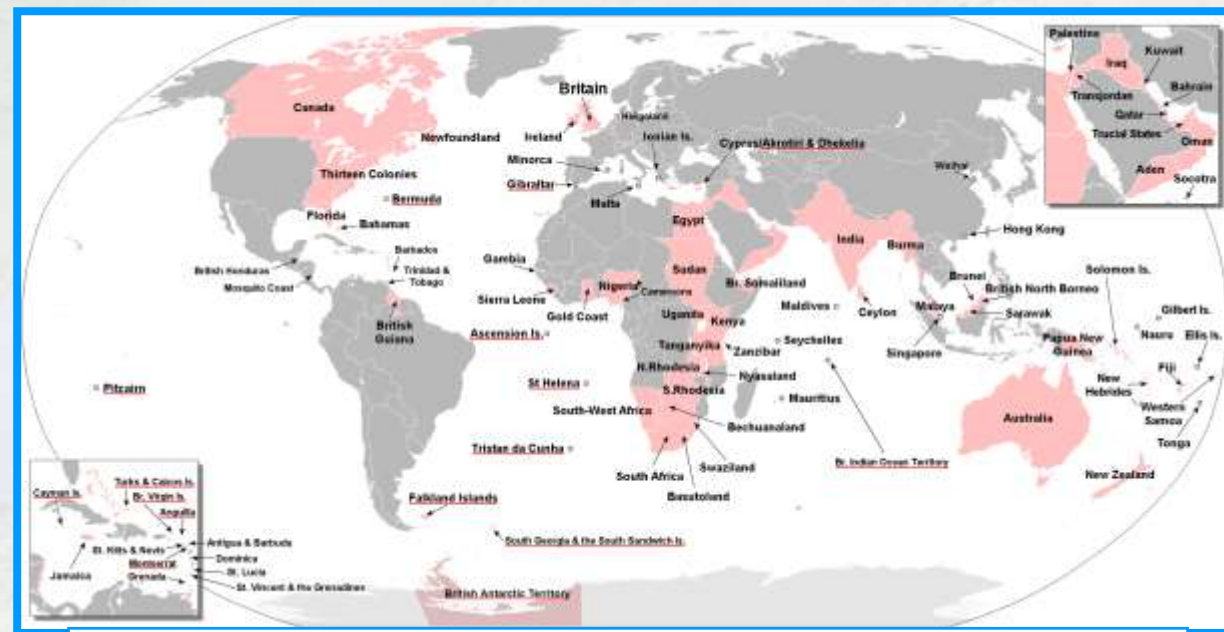 Palestine
Kuwait
Iraq
Transjordan
Bahrain
Qatar
Trucial States
Oman
Aden
Socotra
Britain
Canada
Heligoland
Newfoundland
Ireland
Ionian Is.
Cyprus/Akrotiri & Dhekelia
Minorca
Weihai
Thirteen Colonies
Gibraltar
Bermuda
Malta
Florida
Bahamas
Egypt
Hong Kong
India
Burma
Barbados
Gambia
British Honduras
Trinidad &
Tobago
Mosquito Coast
Sudan
Br. Somaliland
Brunei
Solomon Is.
Nigeria
Cameroons
British North Borneo
Sierra Leone
Maldives
Malaya
Gilbert Is.
Gold Coast
Uganda
Ceylon
Sarawak
British
Guiana
Ascension Is.
Kenya
Nauru
Ellis Is.
Seychelles
Singapore
Papua New
Guinea
Tanganyika
Zanzibar
N.Rhodesia
Nyasaland
Fiji
Pitcairn
St Helena
S.Rhodesia
New
Hebrides
Mauritius
South-West Africa
Australia
Western
Samoa
Bechuanaland
Tonga
Tristan da Cunha
Swaziland
Br. Indian Ocean Territory
South Africa
New Zealand
Basutoland
Falkland Islands
Turks & Caicos Is.
Cayman Is.
Br. Virgin Is.
Anguilla
South Georgia & the South Sandwich Is.
Antigua & Barbuda
St. Kitts & Nevis
Dominica
Montserrat
St. Lucia
Jamaica
Grenada
St. Vincent & the Grenadines
British Antarctic Territory